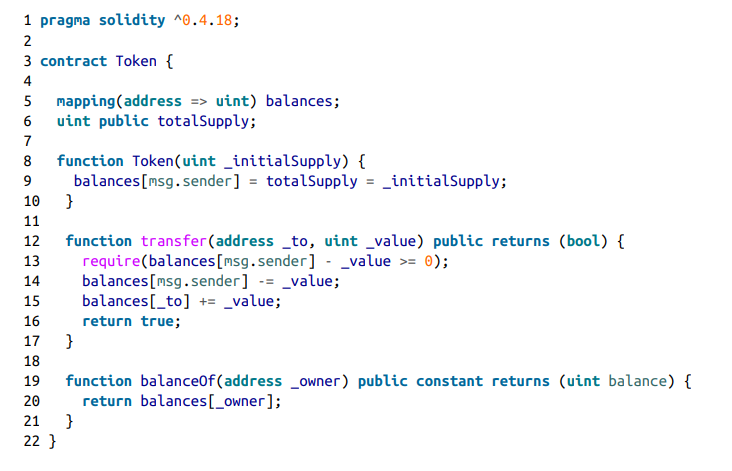 1 pragma solidity ^0.4.18;
2
3 contract Token {
4
5   mapping(address => uint) balances;
6   uint public totalSupply;
7
8   function Token(uint _initialSupply) {
9     balances[msg.sender] = totalSupply = _initialSupply;
10   }
11
12   function transfer(address _to, uint _value) public returns (bool) {
13     require(balances[msg.sender] - _value >= 0);
14     balances[msg.sender] -= _value;
15     balances[_to] += _value;
16     return true;
17   }
18
19   function balanceOf(address _owner) public constant returns (uint balance) {
20     return balances[_owner];
21   }
22 }